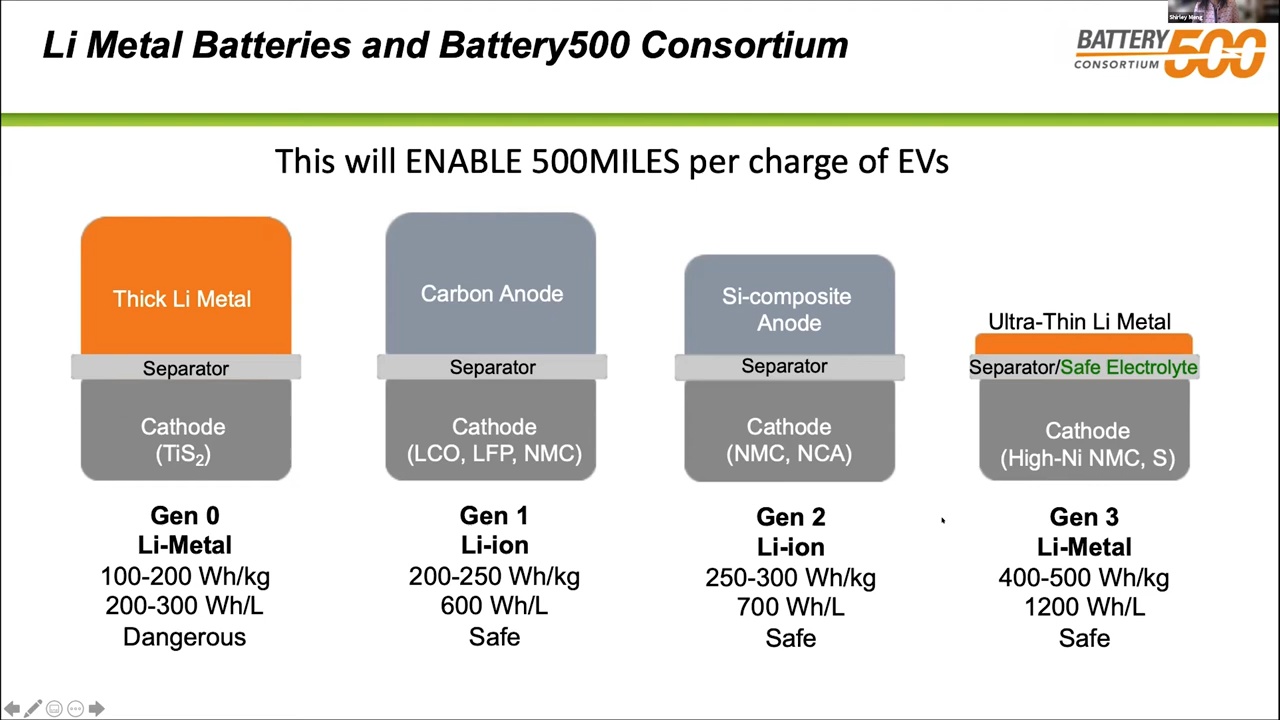 Shirley Meng
Li Metal Batteries and Battery500 Consortium
BATTERY
CONSORTIUM
500
This will ENABLE 500MILES per charge of EVs
Thick Li Metal
Separator
Cathode
(TiS₂)
Gen 0
Li-Metal
100-200 Wh/kg
200-300 Wh/L
Dangerous
Carbon Anode
Separator
Cathode
(LCO, LFP, NMC)
Gen 1
Li-ion
200-250 Wh/kg
600 Wh/L
Safe
Si-composite
Anode
Separator
Cathode
(NMC, NCA)
Gen 2
Li-ion
250-300 Wh/kg
700 Wh/L
Safe
Ultra-Thin Li Metal
Separator/Safe Electrolyte
Cathode
(High-Ni NMC, S)
Gen 3
Li-Metal
400-500 Wh/kg
1200 Wh/L
Safe